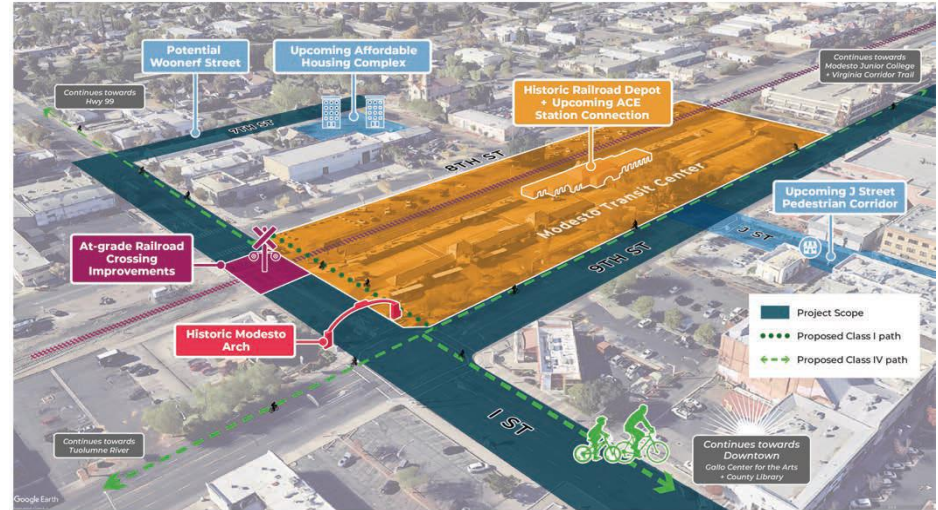 Potential
Woonerf Street
Upcoming Affordable
Housing Complex
Continues towards
Hwy 99
7TH ST
8TH ST
Historic Railroad Depot
+ Upcoming ACE
Station Connection
Continues towards
Modesto Junior College
+ Virginia Corridor Trail
Modesto Transit Center
Upcoming J Street
Pedestrian Corridor
J ST
9TH ST
At-grade Railroad
Crossing
Improvements
Historic Modesto
Arch
I ST
Project Scope
Proposed Class I path
Proposed Class IV path
Continues towards
Tuolumne River
Continues towards
Downtown
Gallo Center for the Arts
+ County Library
Google Earth